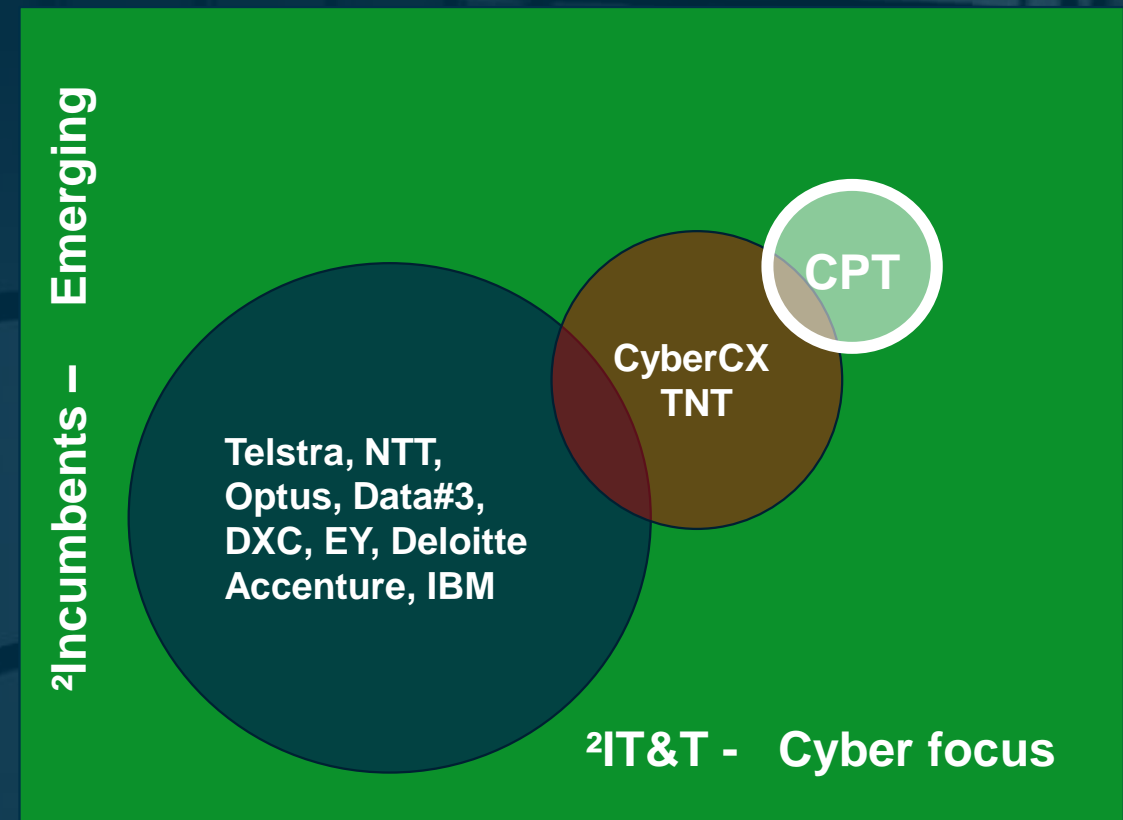 ²Incumbents – Emerging
CPT
CyberCX
TNT
Telstra, NTT,
Optus, Data#3,
DXC, EY, Deloitte
Accenture, IBM
²IT&T - Cyber focus